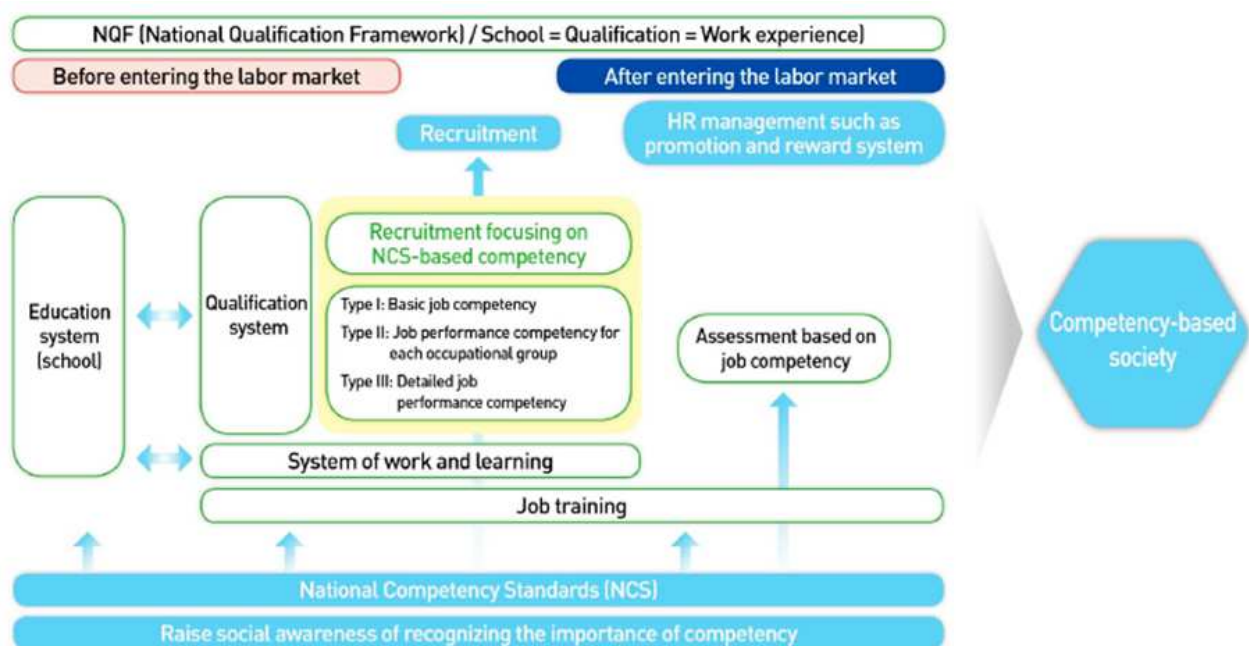 NQF (National Qualification Framework) / School = Qualification = Work experience)
Before entering the labor market
After entering the labor market
Recruitment
HR management such as
promotion and reward system
Education
system
(school)
Qualification
system
Recruitment focusing on
NCS-based competency
Type I: Basic job competency
Type II: Job performance competency for
each occupational group
Type III: Detailed job
performance competency
Assessment based on
job competency
Competency-based
society
System of work and learning
Job training
National Competency Standards (NCS)
Raise social awareness of recognizing the importance of competency